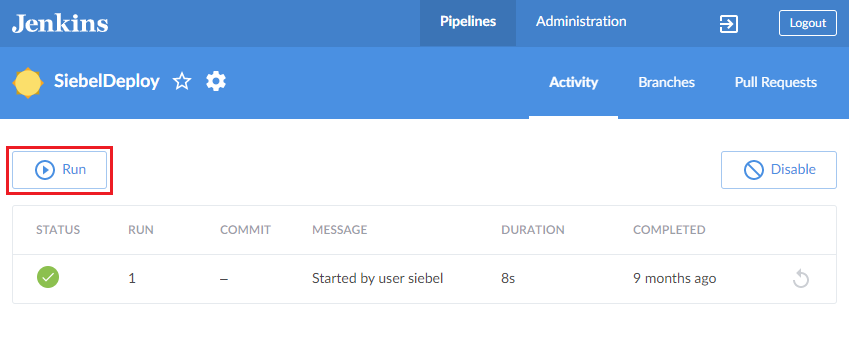 Jenkins Pipelines Administration Logout
SiebelDeploy Activity Branches Pull Requests
Run Disable
STATUS RUN COMMIT MESSAGE DURATION COMPLETED
1 – Started by user siebel 8s 9 months ago